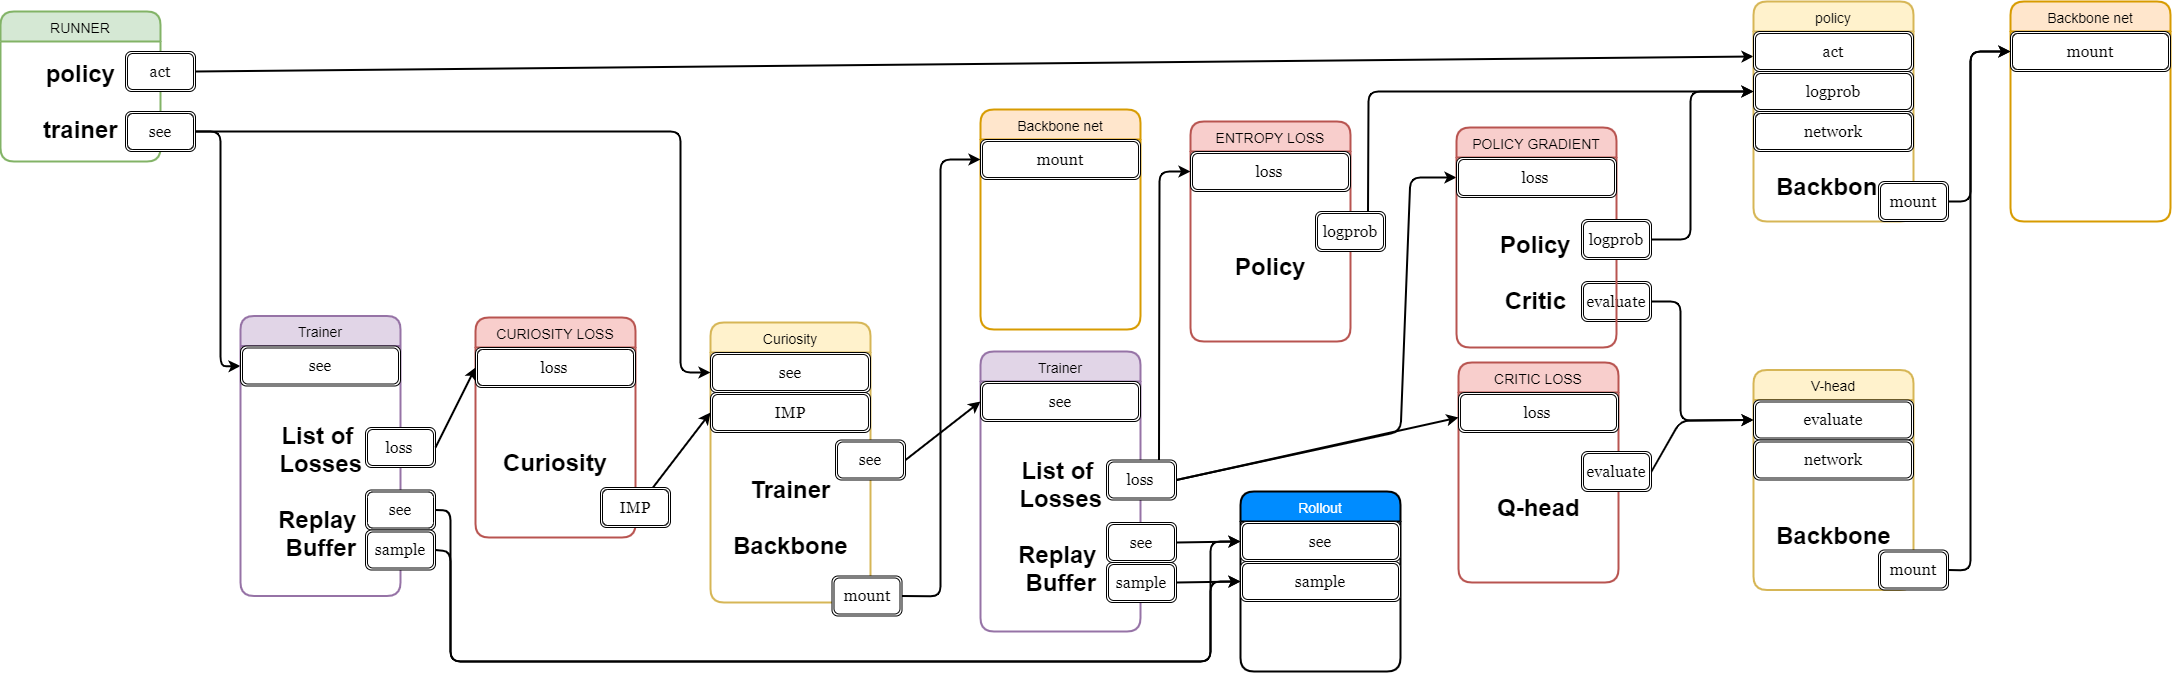 RUNNER
policy
act
trainer
see
Trainer
see
List of
Losses
loss
Replay
Buffer
see
sample
CURIOSITY LOSS
loss
Curiosity
IMP
Curiosity
see
IMP
see
Trainer
Backbone
mount
Backbone net
mount
Trainer
see
List of
Losses
loss
Replay
Buffer
see
sample
ENTROPY LOSS
loss
logprob
Policy
Rollout
see
sample
POLICY GRADIENT
loss
Policy
logprob
Critic
evaluate
CRITIC LOSS
loss
evaluate
Q-head
policy
act
logprob
network
Backbon
mount
V-head
evaluate
network
Backbone
mount
Backbone net
mount